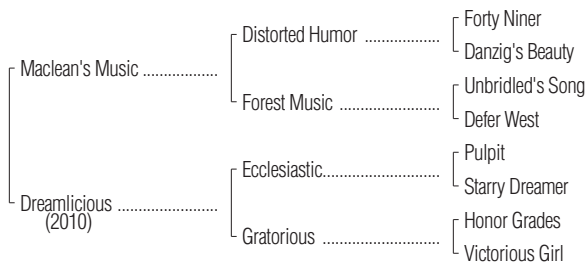 Forty Niner
Distorted Humor ..................
Danzig's Beauty
Maclean's Music ..................
Unbridled's Song
Forest Music ........................
Defer West
Pulpit
Ecclesiastic............................
Starry Dreamer
Dreamlicious ........................
(2010)
Honor Grades
Gratorious ............................
Victorious Girl